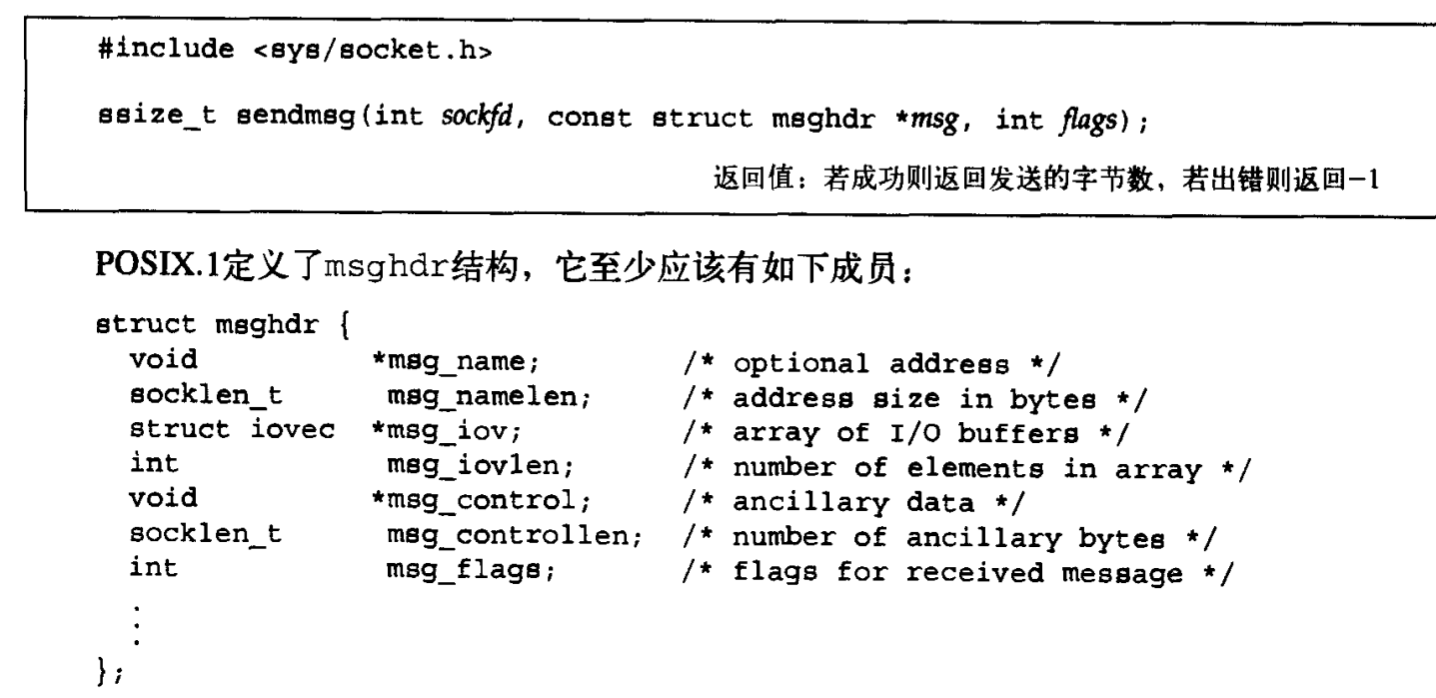 #include <sys/socket.h>
ssize_t sendmsg(int sockfd, const struct msghdr *msg, int flags);
返回值：若成功则返回发送的字节数，若出错则返回−1
POSIX.1定义了msghdr结构，它至少应该有如下成员：
struct msghdr {
void *msg_name; /* optional address */
socklen_t msg_namelen; /* address size in bytes */
struct iovec *msg_iov; /* array of I/O buffers */
int msg_iovlen; /* number of elements in array */
void *msg_control; /* ancillary data */
socklen_t msg_controllen; /* number of ancillary bytes */
int msg_flags; /* flags for received message */
.
.
.
};